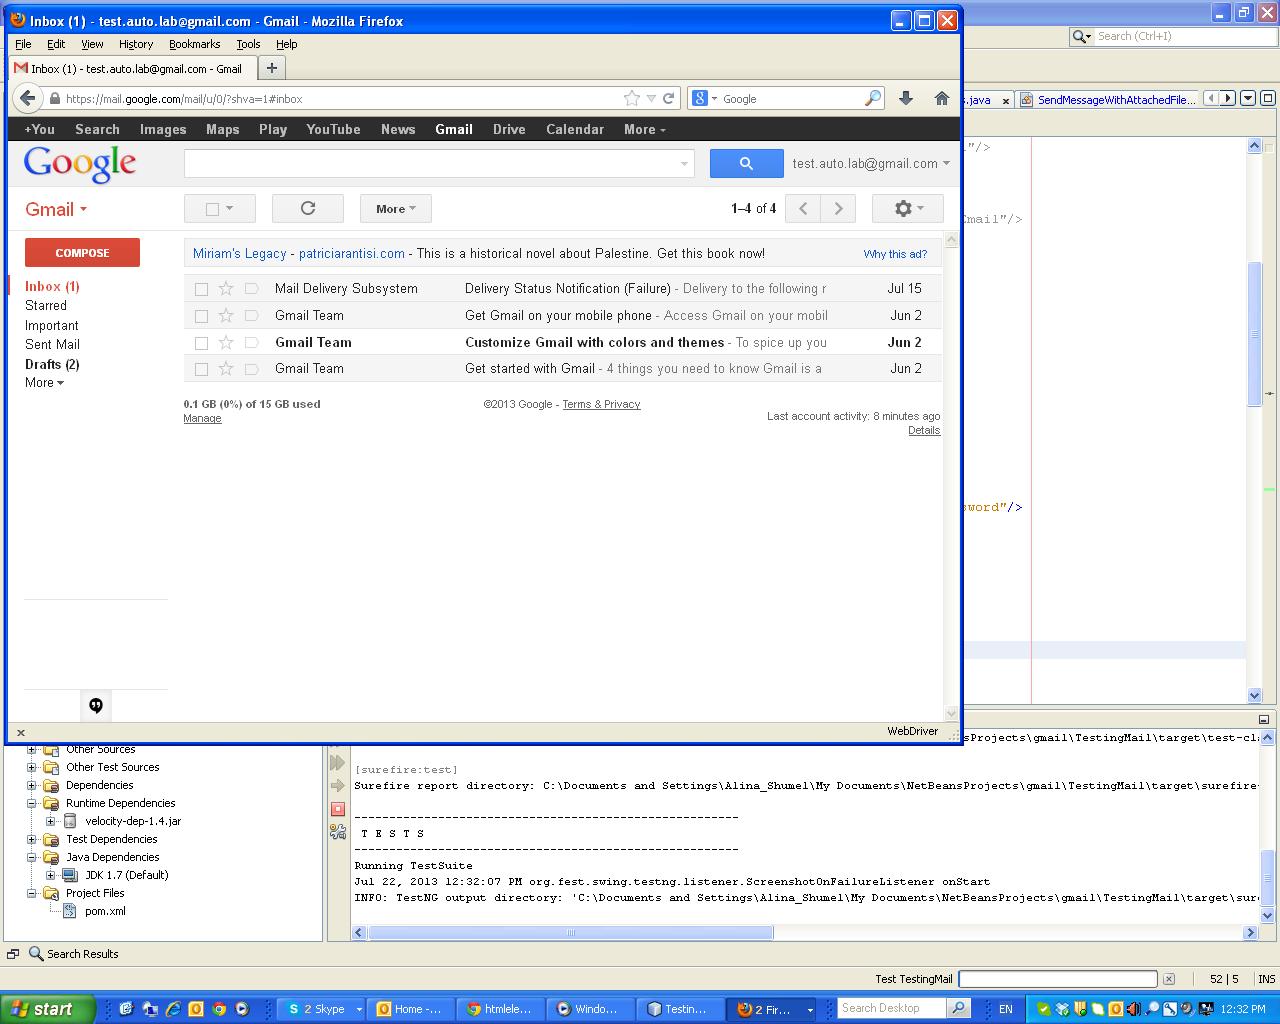 Inbox (1) - test.auto.lab@gmail.com - Gmail - Mozilla Firefox
File Edit View History Bookmarks Tools Help
Search (Ctrl+I)
Inbox (1) - test.auto.lab@gmail.com - Gmail
https://mail.google.com/mail/u/0/?shva=1#inbox
Google
s.java
SendMessageWithAttachedFile...
+You Search Images Maps Play YouTube News Gmail Drive Calendar More
Google
test.auto.lab@gmail.com
l"/>
Gmail
More
1–4 of 4
Gmail"/>
COMPOSE
Miriam's Legacy - patriciarantisi.com - This is a historical novel about Palestine. Get this book now!
Why this ad?
Inbox (1)
Starred
Important
Sent Mail
Drafts (2)
More
Mail Delivery Subsystem Delivery Status Notification (Failure) - Delivery to the following r Jul 15
Gmail Team Get Gmail on your mobile phone - Access Gmail on your mobil Jun 2
Gmail Team Customize Gmail with colors and themes - To spice up you Jun 2
Gmail Team Get started with Gmail - 4 things you need to know Gmail is a Jun 2
0.1 GB (0%) of 15 GB used
Manage
©2013 Google - Terms & Privacy
Last account activity: 8 minutes ago
Details
sword"/>
WebDriver
Other Sources
Other Test Sources
Dependencies
Runtime Dependencies
velocity-dep-1.4.jar
Test Dependencies
Java Dependencies
JDK 1.7 (Default)
Project Files
pom.xml
nsProjects\gmail\TestingMail\target\test-cla
[surefire:test]
Surefire report directory: C:\Documents and Settings\Alina_Shumel\My Documents\NetBeansProjects\gmail\TestingMail\target\surefire-
-------------------------------------------------------
T E S T S
-------------------------------------------------------
Running TestSuite
Jul 22, 2013 12:32:07 PM org.fest.swing.testng.listener.ScreenshotOnFailureListener onStart
INFO: TestNG output directory: 'C:\Documents and Settings\Alina_Shumel\My Documents\NetBeansProjects\gmail\TestingMail\target\sure
Search Results
Test TestingMail
52 | 5
INS
start
2 Skype
Home -...
htmlele...
Windo...
Testin...
2 Fir...
Search Desktop
EN
12:32 PM